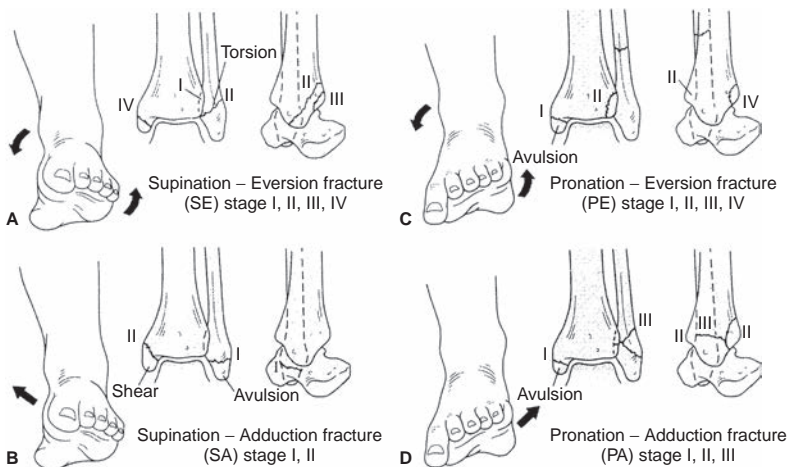 Torsion
I
IV
II
II
III
Supination – Eversion fracture
(SE) stage I, II, III, IV
A
II
I
II
IV
I
Avulsion
Pronation – Eversion fracture
(PE) stage I, II, III, IV
C
II
I
I
Shear
Avulsion
Supination – Adduction fracture
(SA) stage I, II
B
III
III
II
II
I
Avulsion
Pronation – Adduction fracture
(PA) stage I, II, III
D